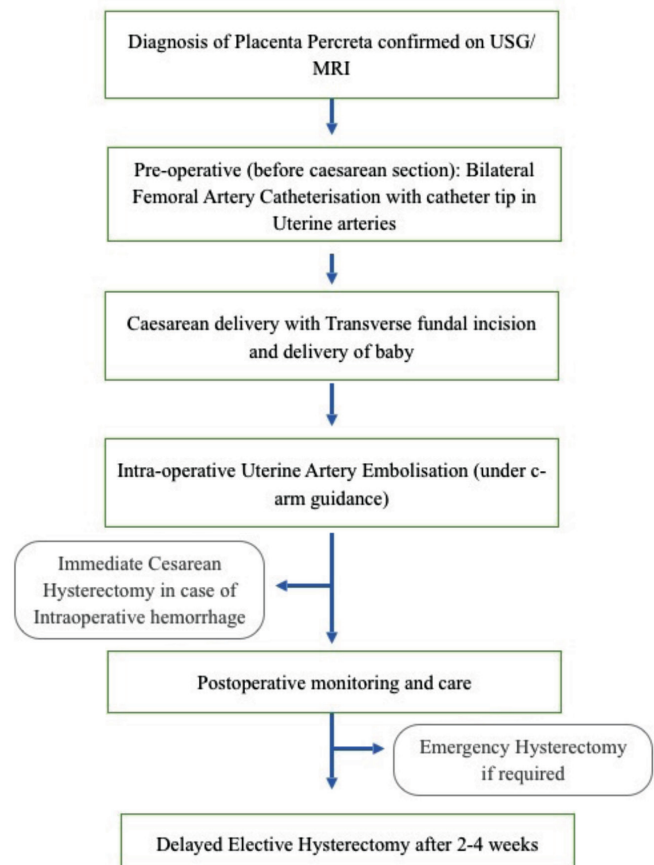 Diagnosis of Placenta Percreta confirmed on USG/
MRI
Pre-operative (before caesarean section): Bilateral
Femoral Artery Catheterisation with catheter tip in
Uterine arteries
Caesarean delivery with Transverse fundal incision
and delivery of baby
Intra-operative Uterine Artery Embolisation (under c-
arm guidance)
Immediate Cesarean
Hysterectomy in case of
Intraoperative hemorrhage
Postoperative monitoring and care
Emergency Hysterectomy
if required
Delayed Elective Hysterectomy after 2-4 weeks